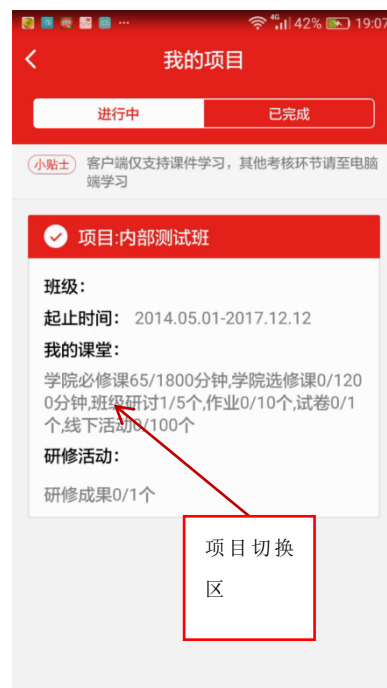 4G 42% 19:07
我的项目
进行中 已完成
小贴士 客户端仅支持课件学习，其他考核环节请至电脑
端学习
项目:内部测试班
班级：
起止时间： 2014.05.01-2017.12.12
我的课堂：
学院必修课65/1800分钟,学院选修课0/120
0分钟,班级研讨1/5个,作业0/10个,试卷0/1
个,线下活动0/100个
研修活动：
研修成果0/1个
项目切换
区